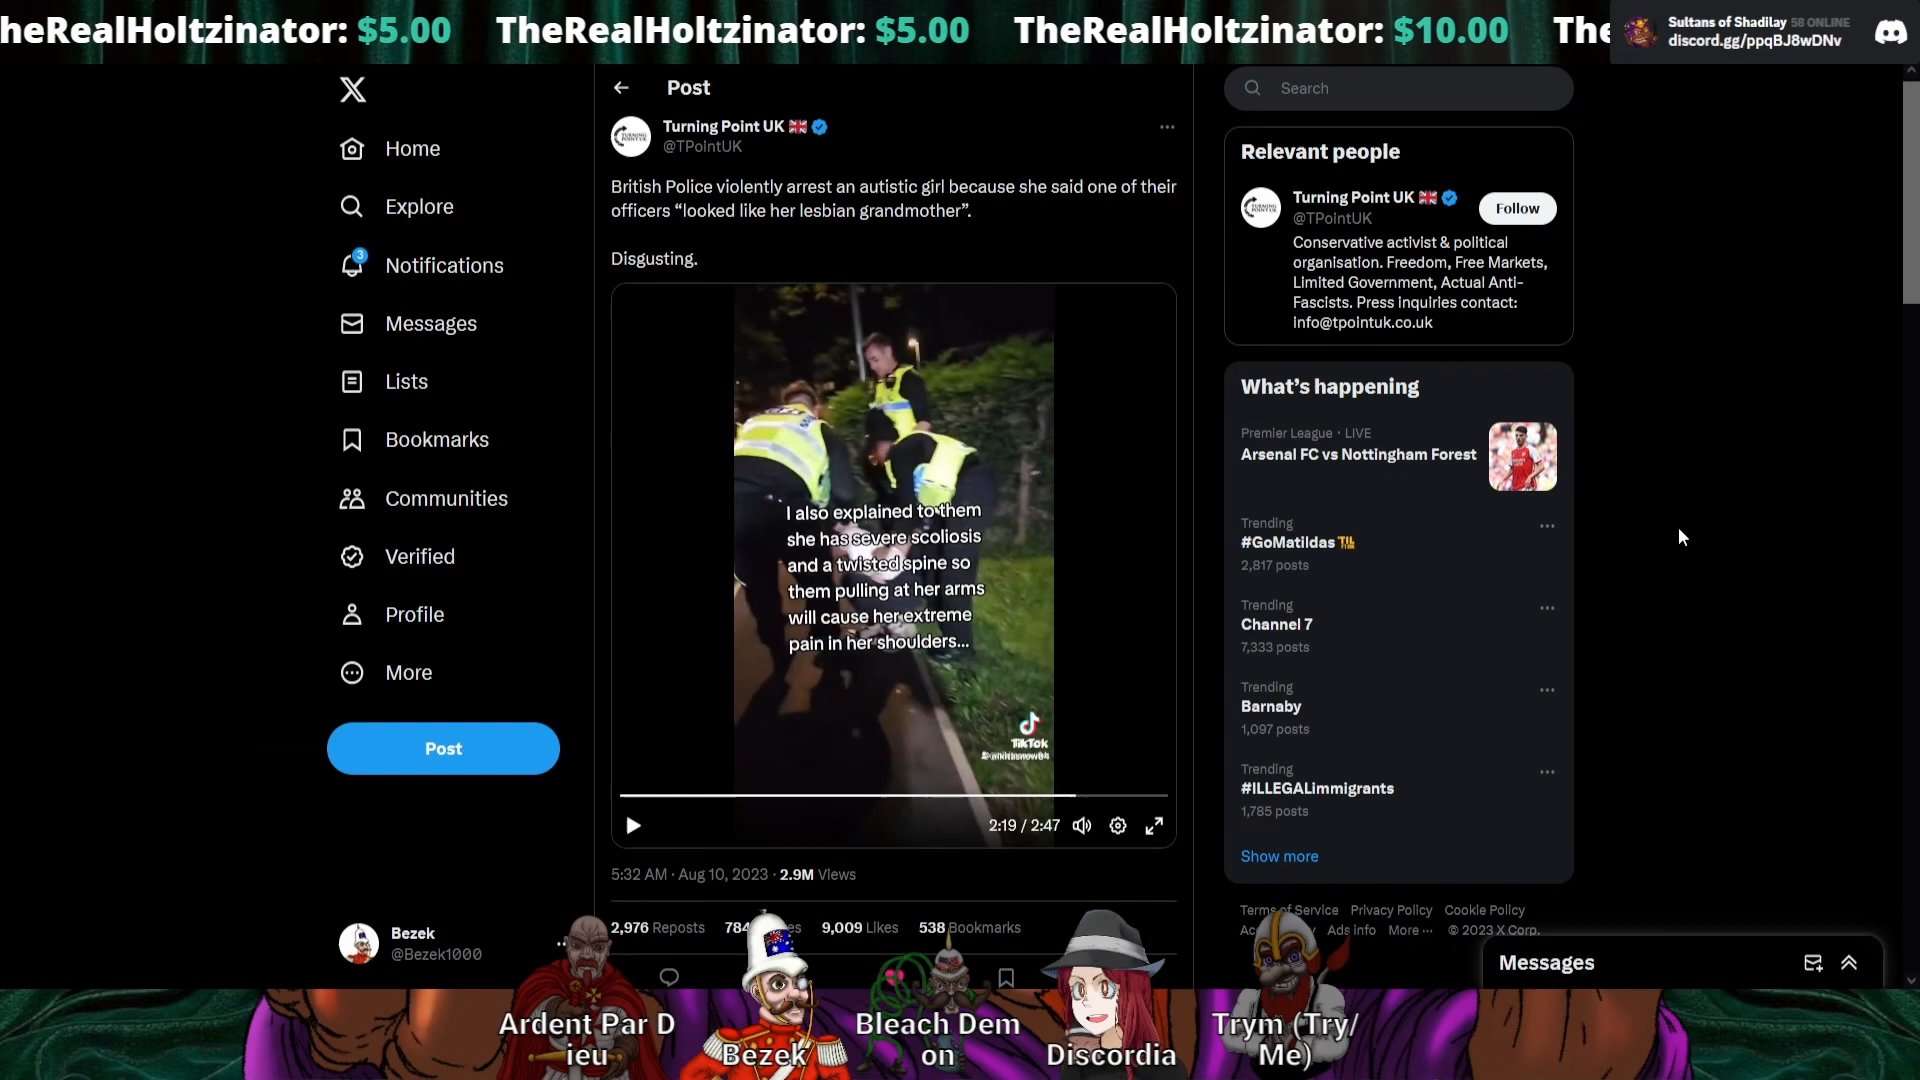 heRealHoltzinator: $5.00 TheRealHoltzinator: $5.00 TheRealHoltzinator: $10.00 The
Sultans of Shadilay 58 ONLINE
discord.gg/ppqBJ8wDNv
Home
Explore
3
Notifications
Messages
Lists
Bookmarks
Communities
Verified
Profile
More
Post
Bezek
@Bezek1000
Post
Turning Point UK
@TPointUK
British Police violently arrest an autistic girl because she said one of their
officers “looked like her lesbian grandmother”.
Disgusting.
I also explained to them
she has severe scoliosis
and a twisted spine so
them pulling at her arms
will cause her extreme
pain in her shoulders...
TikTok
2:19 / 2:47
5:32 AM · Aug 10, 2023 · 2.9M Views
2,976 Reposts 784 es 9,009 Likes 538 Bookmarks
Search
Relevant people
Turning Point UK
@TPointUK
Follow
Conservative activist & political
organisation. Freedom, Free Markets,
Limited Government, Actual Anti-
Fascists. Press inquiries contact:
info@tpointuk.co.uk
What’s happening
Premier League · LIVE
Arsenal FC vs Nottingham Forest
Trending
#GoMatildas
2,817 posts
Trending
Channel 7
7,333 posts
Trending
Barnaby
1,097 posts
Trending
#ILLEGALimmigrants
1,785 posts
Show more
Terms of Service Privacy Policy Cookie Policy
Ads info More ··· © 2023 X Corp.
Messages
Ardent Par D
ieu
Bezek
Bleach Dem
on
Discordia
Trym (Try/
Me)